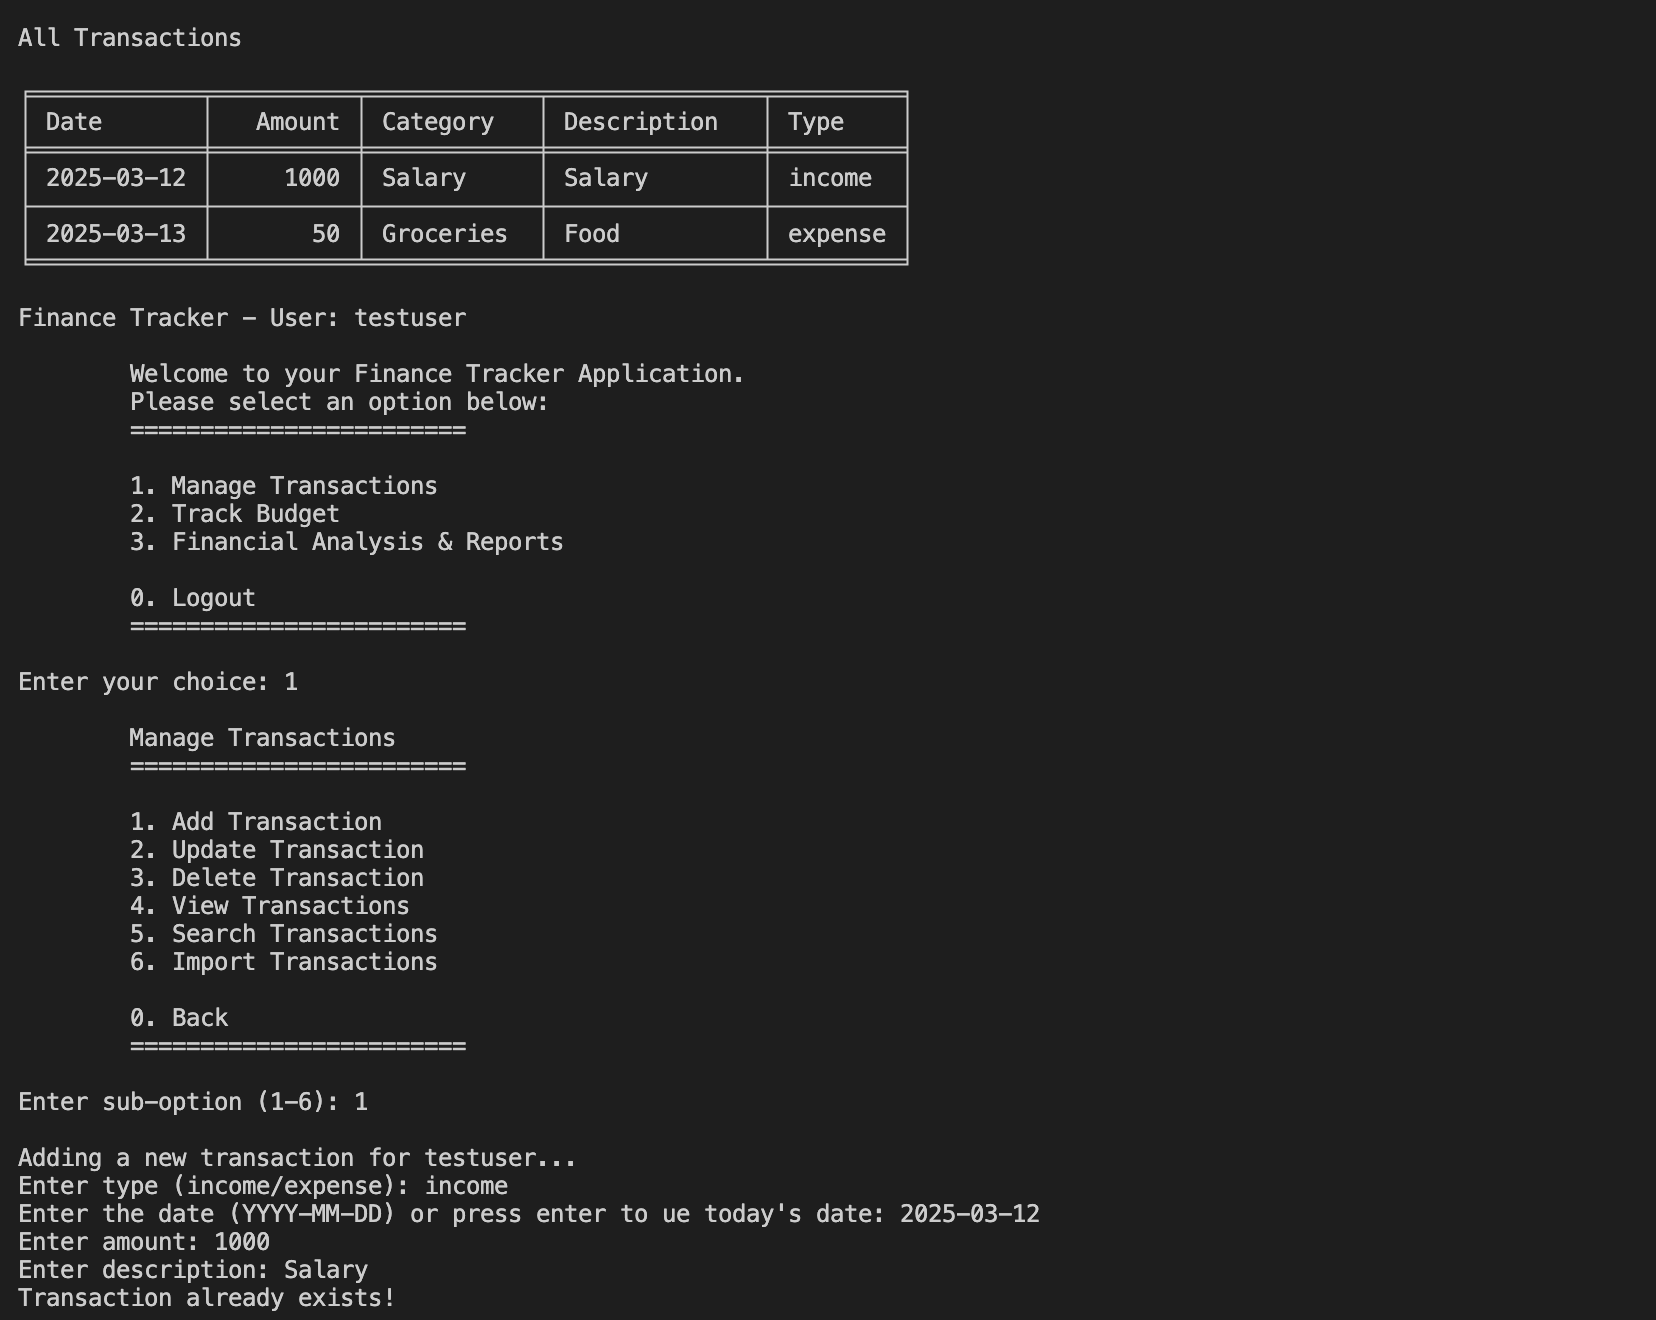 All Transactions
Date Amount Category Description Type
2025-03-12 1000 Salary Salary income
2025-03-13 50 Groceries Food expense
Finance Tracker - User: testuser
Welcome to your Finance Tracker Application.
Please select an option below:
========================
1. Manage Transactions
2. Track Budget
3. Financial Analysis & Reports
0. Logout
========================
Enter your choice: 1
Manage Transactions
========================
1. Add Transaction
2. Update Transaction
3. Delete Transaction
4. View Transactions
5. Search Transactions
6. Import Transactions
0. Back
========================
Enter sub-option (1-6): 1
Adding a new transaction for testuser...
Enter type (income/expense): income
Enter the date (YYYY-MM-DD) or press enter to ue today's date: 2025-03-12
Enter amount: 1000
Enter description: Salary
Transaction already exists!